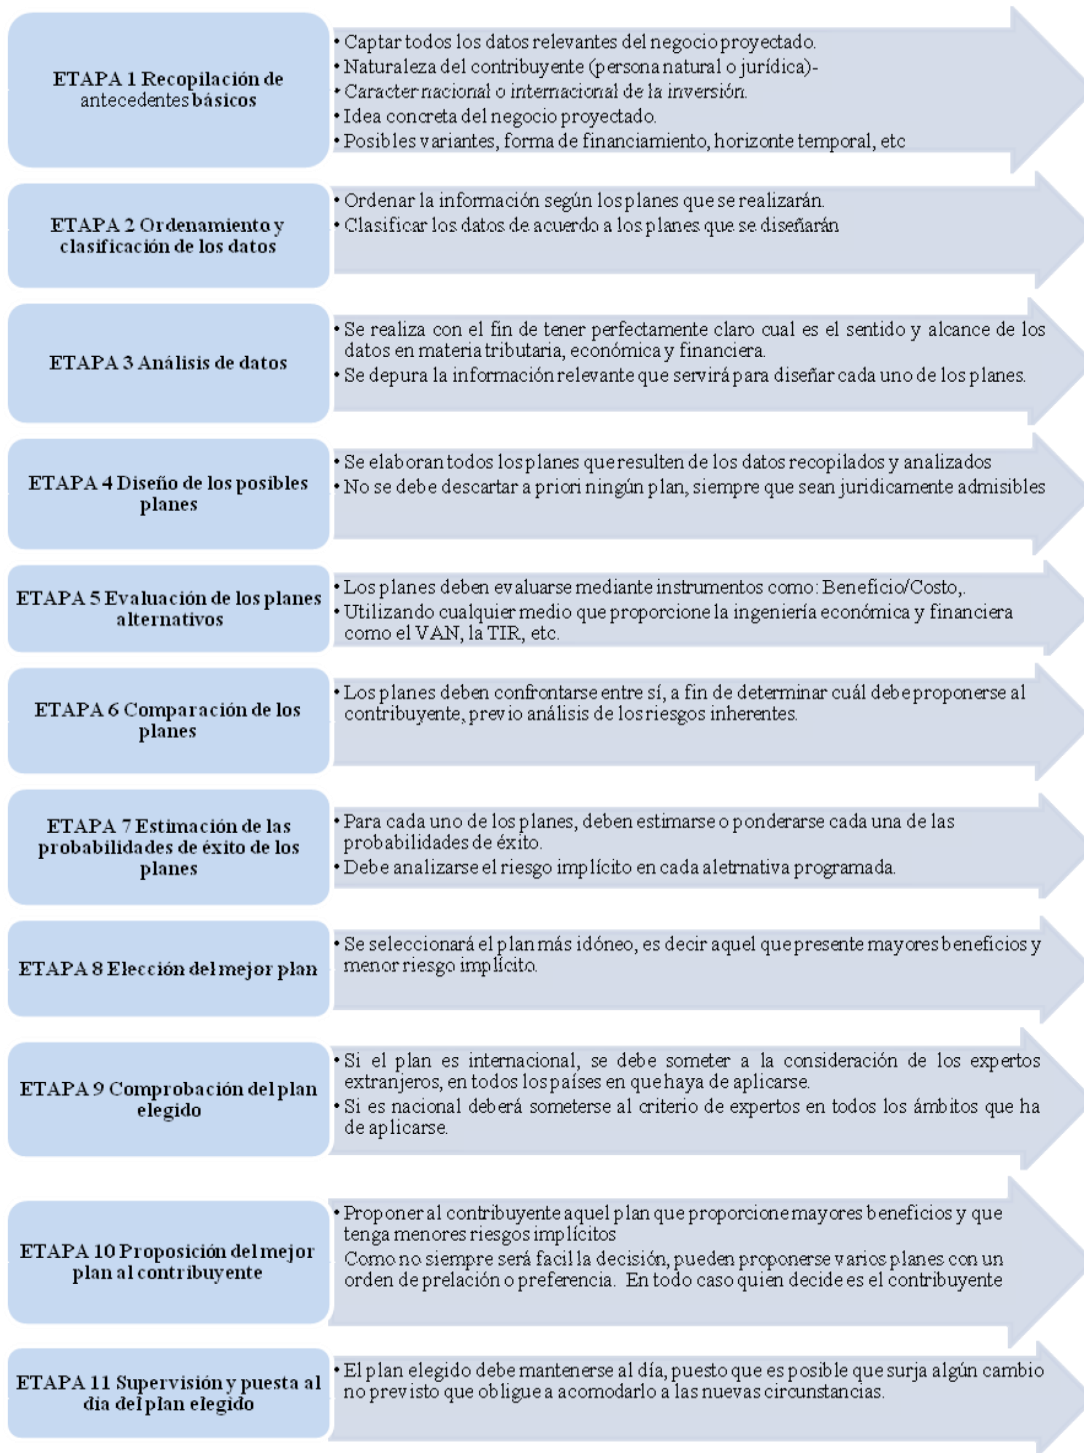 ETAPA 1 Recopilación de
antecedentes básicos
• Captar todos los datos relevantes del negocio proyectado.
• Naturaleza del contribuyente (persona natural o jurídica)-
• Caracter nacional o internacional de la inversión.
• Idea concreta del negocio proyectado.
• Posibles variantes, forma de financiamiento, horizonte temporal, etc
ETAPA 2 Ordenamiento y
clasificación de los datos
• Ordenar la información según los planes que se realizarán.
• Clasificar los datos de acuerdo a los planes que se diseñarán
ETAPA 3 Análisis de datos
• Se realiza con el fin de tener perfectamente claro cual es el sentido y alcance de los
datos en materia tributaria, económica y financiera.
• Se depura la información relevante que servirá para diseñar cada uno de los planes.
ETAPA 4 Diseño de los posibles
planes
• Se elaboran todos los planes que resulten de los datos recopilados y analizados
• No se debe descartar a priori ningún plan, siempre que sean juridicamente admisibles
ETAPA 5 Evaluación de los planes
alternativos
• Los planes deben evaluarse mediante instrumentos como: Beneficio/Costo,.
• Utilizando cualquier medio que proporcione la ingeniería económica y financiera
como el VAN, la TIR, etc.
ETAPA 6 Comparación de los
planes
• Los planes deben confrontarse entre sí, a fin de determinar cuál debe proponerse al
contribuyente, previo análisis de los riesgos inherentes.
ETAPA 7 Estimación de las
probabilidades de éxito de los
planes
• Para cada uno de los planes, deben estimarse o ponderarse cada una de las
probabilidades de éxito.
• Debe analizarse el riesgo implícito en cada aletrnativa programada.
ETAPA 8 Elección del mejor plan
• Se seleccionará el plan más idóneo, es decir aquel que presente mayores beneficios y
menor riesgo implícito.
ETAPA 9 Comprobación del plan
elegido
• Si el plan es internacional, se debe someter a la consideración de los expertos
extranjeros, en todos los países en que haya de aplicarse.
• Si es nacional deberá someterse al criterio de expertos en todos los ámbitos que ha
de aplicarse.
ETAPA 10 Proposición del mejor
plan al contribuyente
• Proponer al contribuyente aquel plan que proporcione mayores beneficios y que
tenga menores riesgos implícitos
Como no siempre será facil la decisión, pueden proponerse varios planes con un
orden de prelación o preferencia. En todo caso quien decide es el contribuyente
ETAPA 11 Supervisión y puesta al
día del plan elegido
• El plan elegido debe mantenerse al día, puesto que es posible que surja algún cambio
no previsto que obligue a acomodarlo a las nuevas circunstancias.